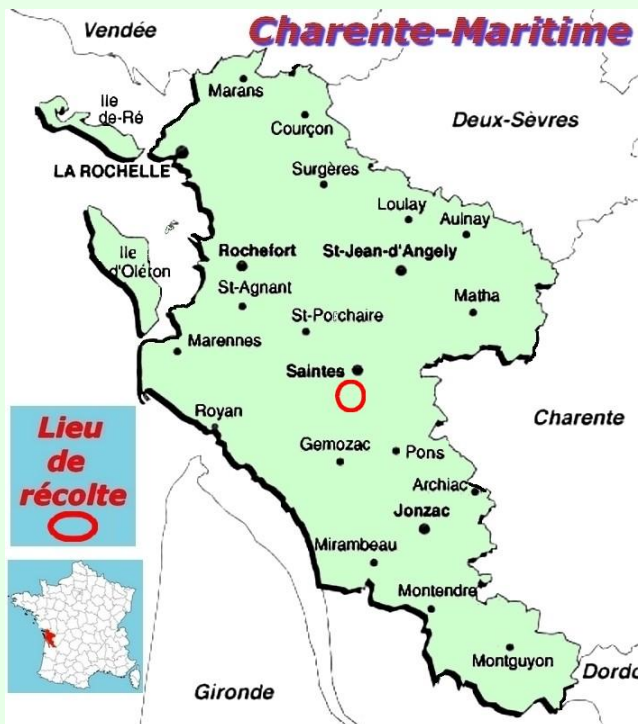 Charente-Maritime
Vendée
Marans
Ile
de-Ré
Courçon
Deux-Sèvres
LA ROCHELLE
Surgères
Loulay
Aulnay
Ile
d'Oléron
Rochefort
St-Jean-d'Angely
St-Agnant
Matha
St-Porchaire
Marennes
Saintes
Charente
Royan
Lieu
de
récolte
Gemozac
Pons
Archiac
Jonzac
Mirambeau
Montendre
Montguyon
Dordo
Gironde